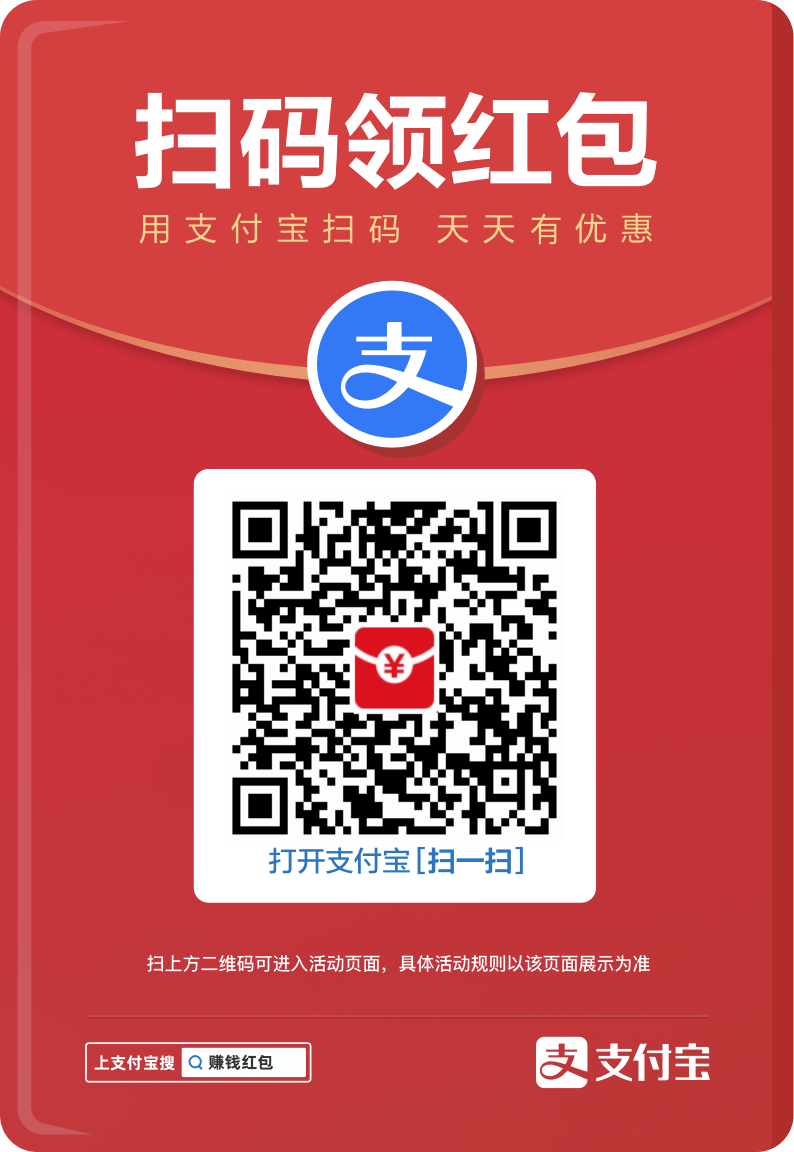 扫码领红包
用支付宝扫码 天天有优惠
支
¥
打开支付宝[扫一扫]
扫上方二维码可进入活动页面，具体活动规则以该页面展示为准
上支付宝搜 赚钱红包
支 支付宝